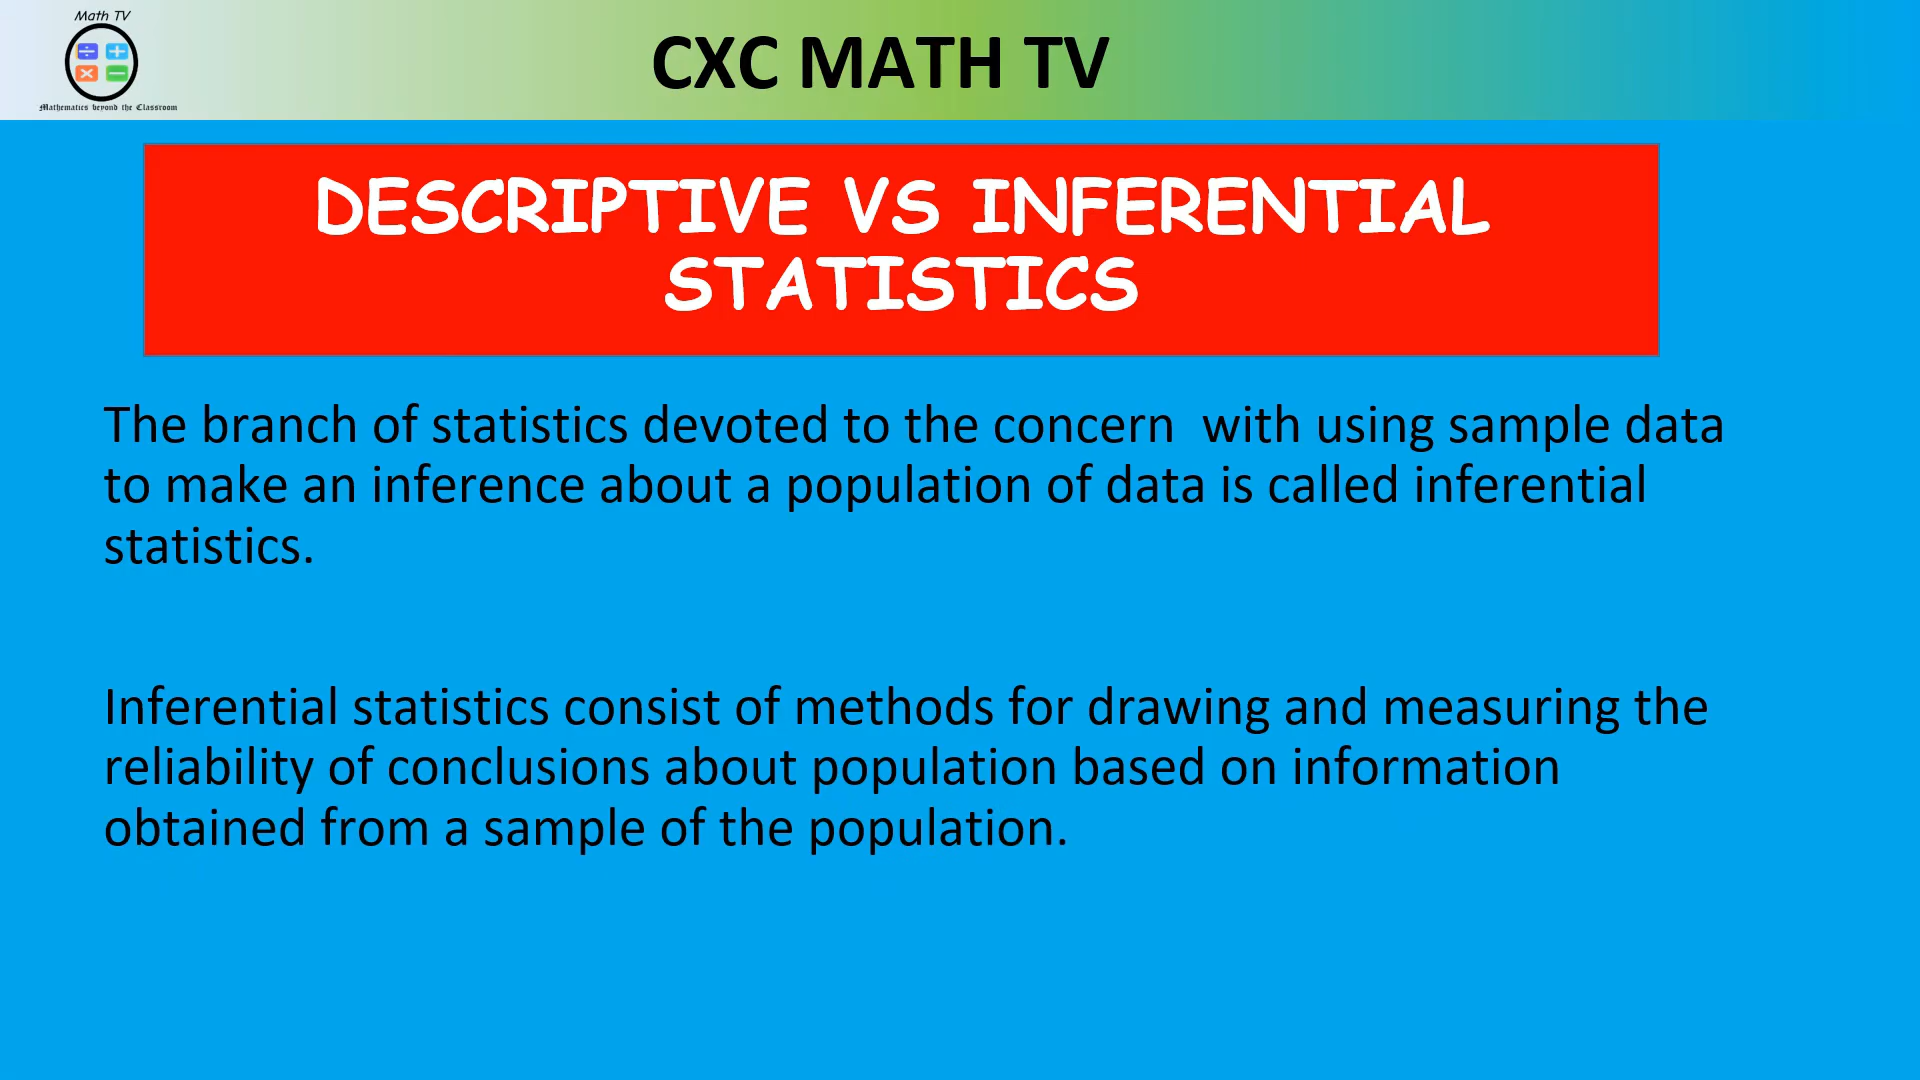 Math TV
Mathematics beyond the Classroom
CXC MATH TV
DESCRIPTIVE VS INFERENTIAL
STATISTICS
The branch of statistics devoted to the concern  with using sample data
to make an inference about a population of data is called inferential
statistics.
Inferential statistics consist of methods for drawing and measuring the
reliability of conclusions about population based on information
obtained from a sample of the population.